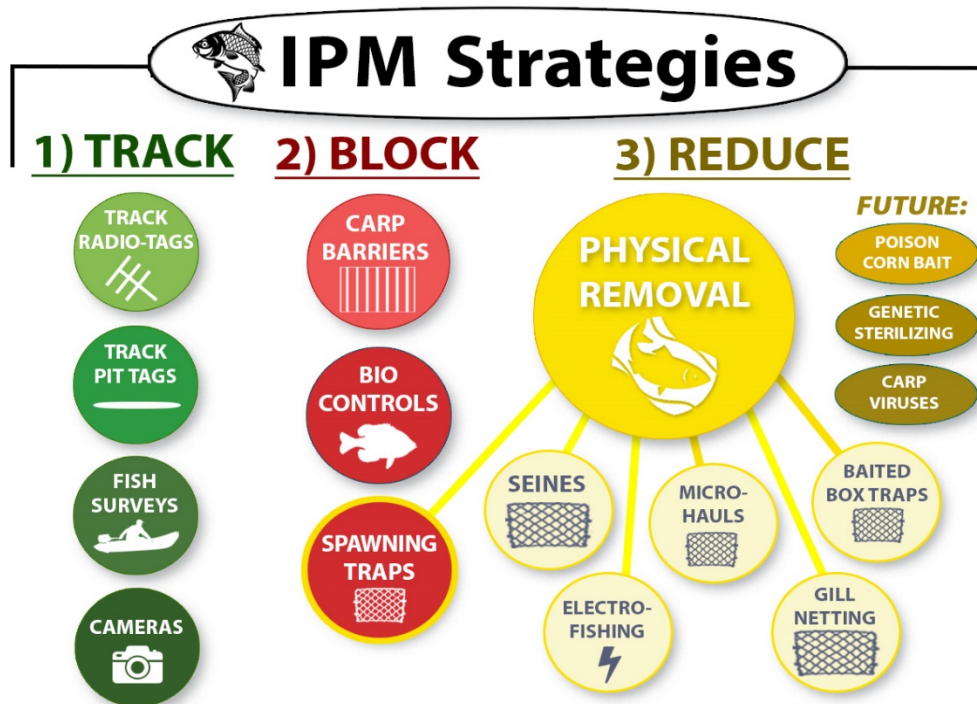 IPM Strategies
1) TRACK
TRACK
RADIO-TAGS
TRACK
PIT TAGS
FISH
SURVEYS
CAMERAS
2) BLOCK
CARP
BARRIERS
BIO
CONTROLS
SPAWNING
TRAPS
3) REDUCE
PHYSICAL
REMOVAL
SEINES
ELECTRO-
FISHING
MICRO-
HAULS
GILL
NETTING
BAITED
BOX TRAPS
FUTURE:
POISON
CORN BAIT
GENETIC
STERILIZING
CARP
VIRUSES